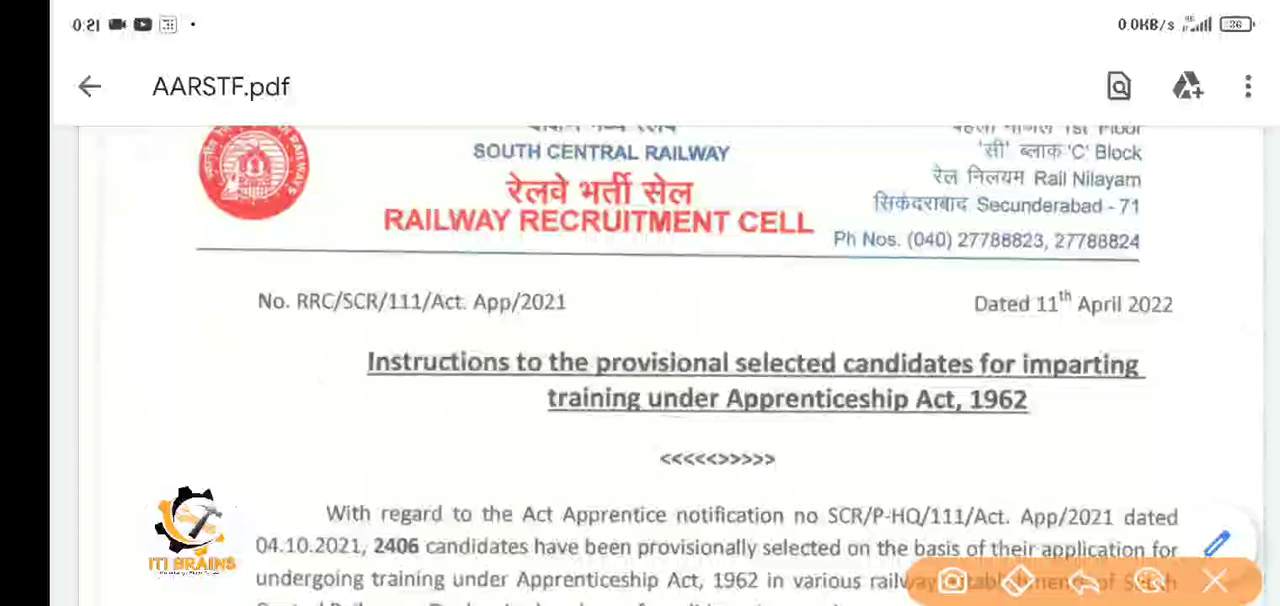 0:21
0.0KB/s
26
AARSTF.pdf
1st Floor
SOUTH CENTRAL RAILWAY
'सी' ब्लाक 'C' Block
रेल निलयम Rail Nilayam
रेलवे भर्ती सेल
सिकंदराबाद Secunderabad - 71
RAILWAY RECRUITMENT CELL
Ph Nos. (040) 27788823, 27788824
No. RRC/SCR/111/Act. App/2021
Dated 11th April 2022
Instructions to the provisional selected candidates for imparting
training under Apprenticeship Act, 1962
<<<<<>>>>>
With regard to the Act Apprentice notification no SCR/P-HQ/111/Act. App/2021 dated
04.10.2021, 2406 candidates have been provisionally selected on the basis of their application for
ITI BRAINS
undergoing training under Apprenticeship Act, 1962 in various railway of